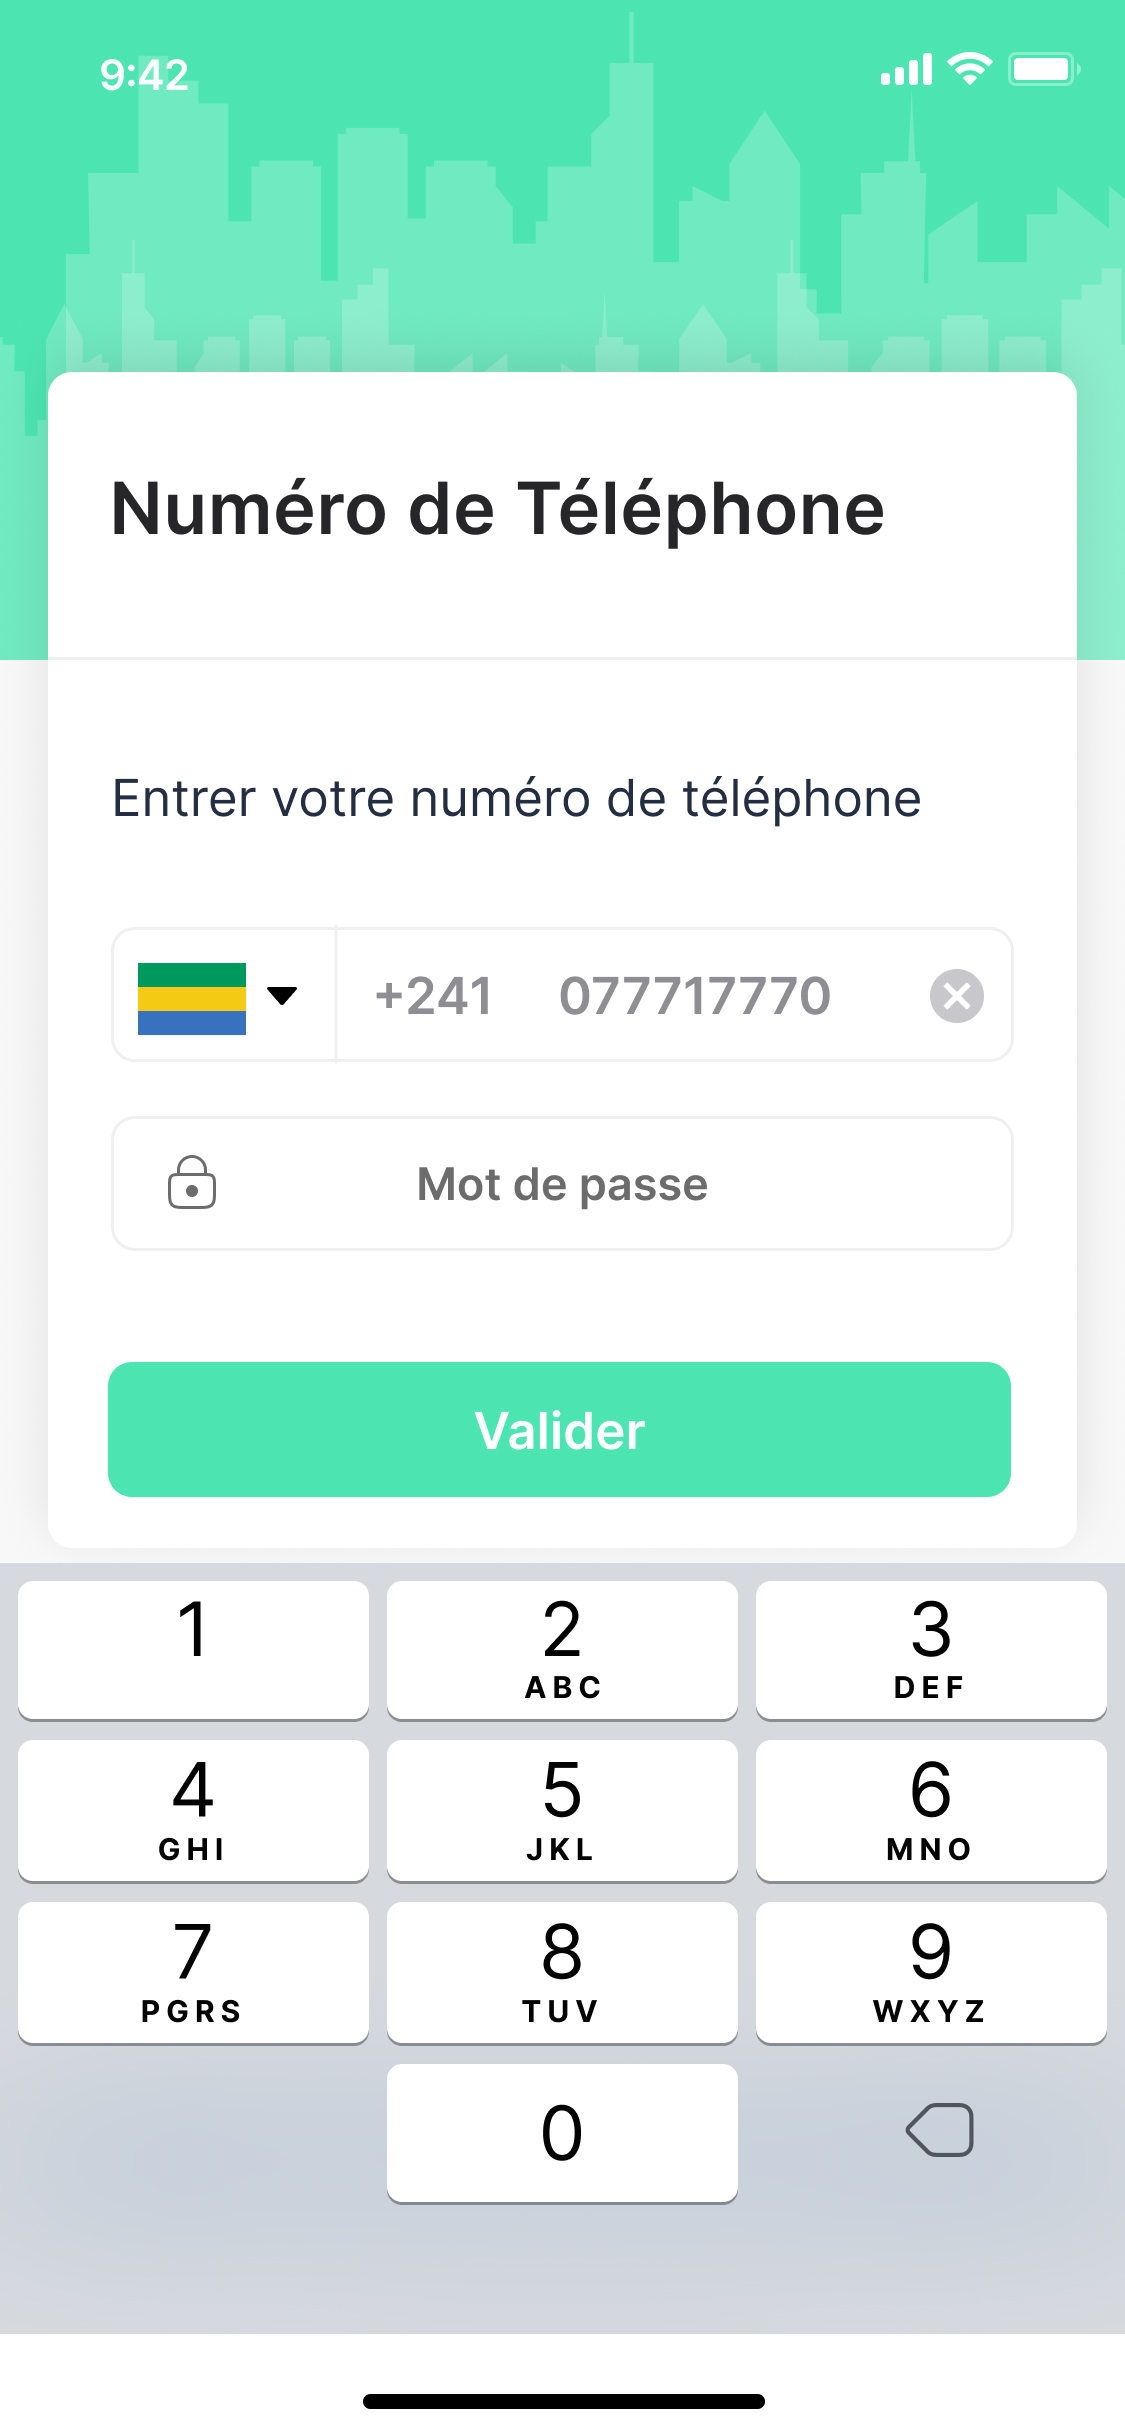 9:42
Numéro de Téléphone
Entrer votre numéro de téléphone
+241 077717770
Mot de passe
Valider
1 2 3
ABC DEF
4 5 6
GHI JKL MNO
7 8 9
PGRS TUV WXYZ
0